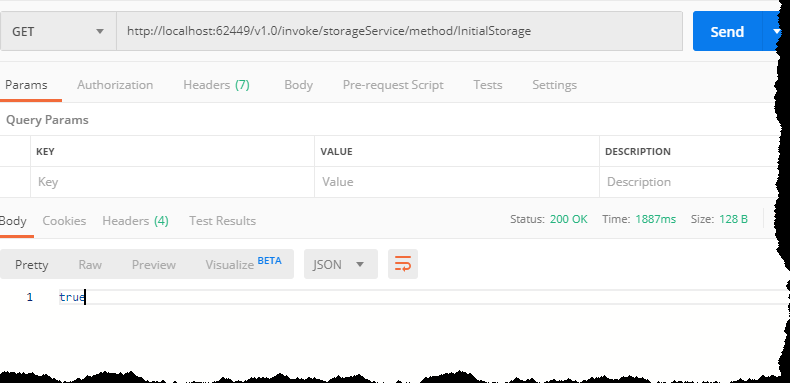 GET http://localhost:62449/v1.0/invoke/storageService/method/InitialStorage Send
Params Authorization Headers (7) Body Pre-request Script Tests Settings
Query Params
KEY VALUE DESCRIPTION
Key Value Description
Body Cookies Headers (4) Test Results Status: 200 OK Time: 1887ms Size: 128 B
Pretty Raw Preview Visualize BETA JSON
1 true